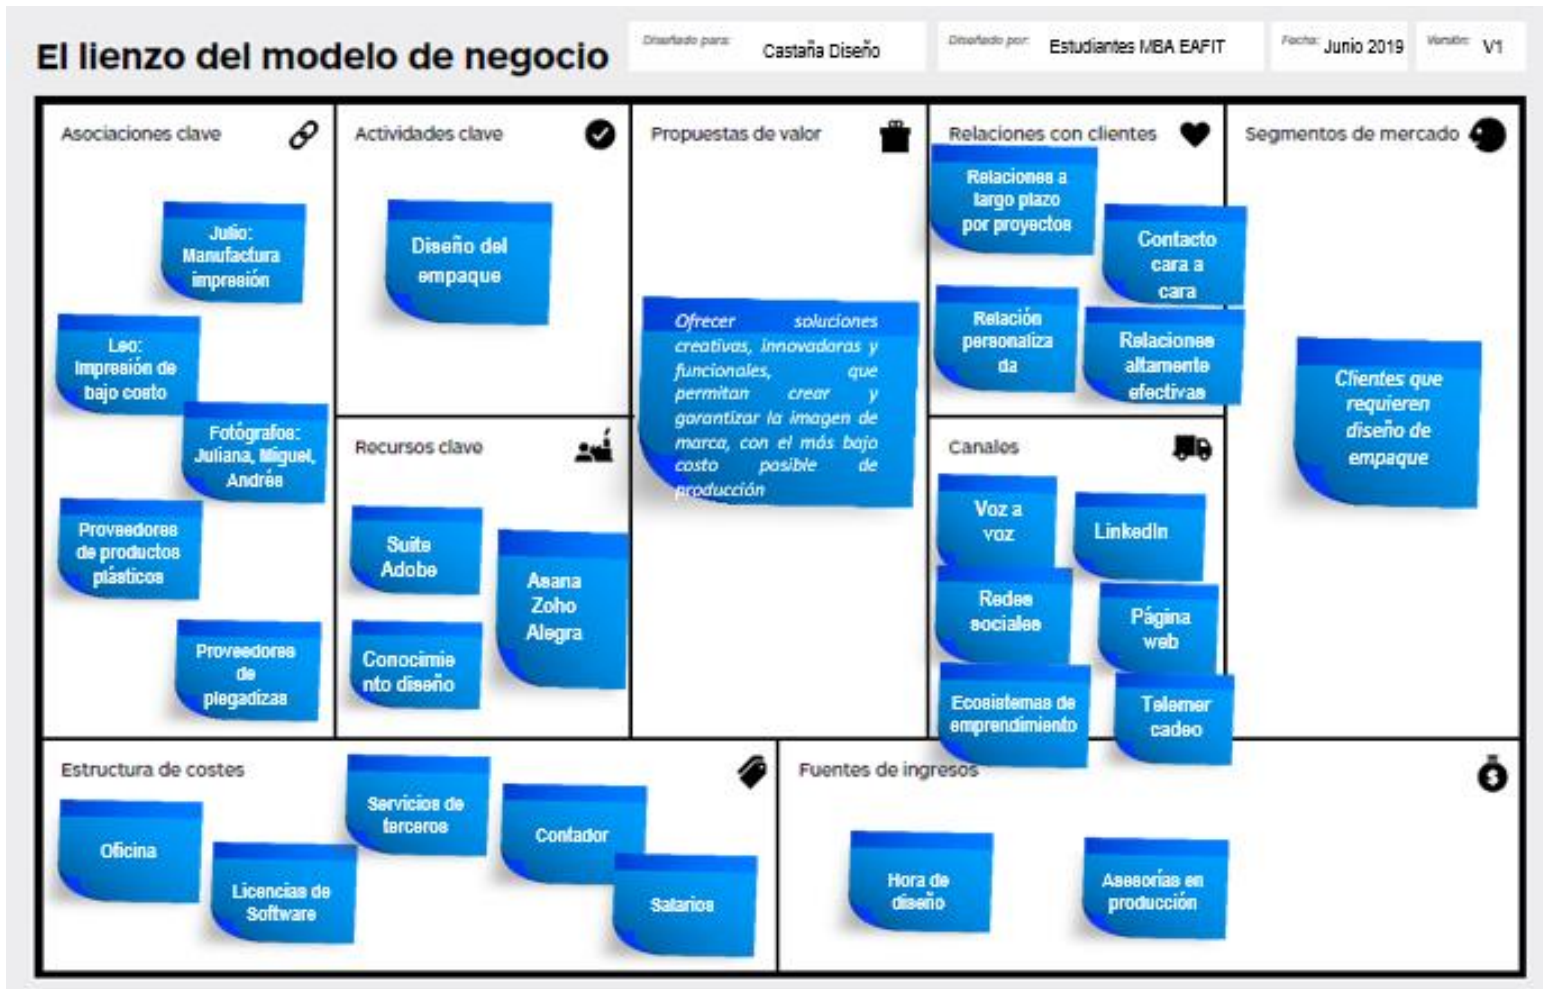 El lienzo del modelo de negocio
Diseñado para:
Castaña Diseño
Diseñado por:
Estudiantes MBA EAFIT
Fecha:
Junio 2019
Versión:
V1
Asociaciones clave
Julio:
Manufactura
impresión
Leo:
Impresión de
bajo costo
Fotógrafos:
Juliana, Miguel,
Andrés
Proveedores
de productos
plásticos
Proveedores
de
plegadizas
Actividades clave
Diseño del
empaque
Recursos clave
Suite
Adobe
Asana
Zoho
Alegra
Conocimie
nto diseño
Propuestas de valor
Ofrecer soluciones
creativas, innovadoras y
funcionales, que
permitan crear y
garantizar la imagen de
marca, con el más bajo
costo posible de
producción
Relaciones con clientes
Relaciones a
largo plazo
por proyectos
Contacto
cara a
cara
Relación
personaliza
da
Relaciones
altamente
efectivas
Canales
Voz a
voz
LinkedIn
Redes
sociales
Página
web
Ecosistemas de
emprendimiento
Telemer
cadeo
Segmentos de mercado
Clientes que
requieren
diseño de
empaque
Estructura de costes
Oficina
Licencias de
Software
Servicios de
terceros
Contador
Salarios
Fuentes de ingresos
Hora de
diseño
Asesorías en
producción